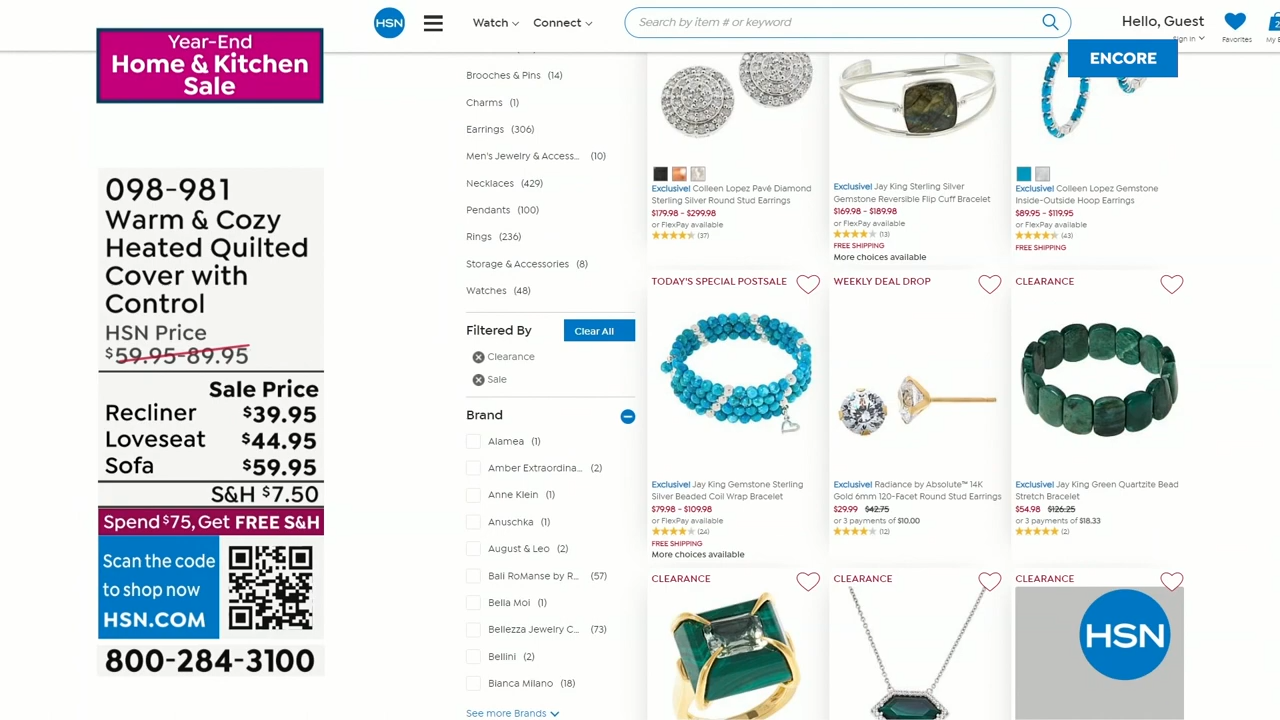 Year-End
Home & Kitchen
Sale
098-981
Warm & Cozy
Heated Quilted
Cover with
Control
HSN Price
$59.95-89.95
Sale Price
Recliner $39.95
Loveseat $44.95
Sofa $59.95
S&H $7.50
Spend $75, Get FREE S&H
Scan the code
to shop now
HSN.COM
800-284-3100
HSN
Watch
Connect
Search by item # or keyword
Hello, Guest
Sign In
Favorites
2
ENCORE
Brooches & Pins (14)
Charms (1)
Earrings (306)
Men's Jewelry & Access... (10)
Necklaces (429)
Pendants (100)
Rings (236)
Storage & Accessories (8)
Watches (48)
Filtered By
Clear All
Clearance
Sale
Brand
Alamea (1)
Amber Extraordina... (2)
Anne Klein (1)
Anuschka (1)
August & Leo (2)
Bali RoManse by R... (57)
Bella Moi (1)
Bellezza Jewelry C... (73)
Bellini (2)
Bianca Milano (18)
See more Brands
Exclusive! Colleen Lopez Pavé Diamond
Sterling Silver Round Stud Earrings
$179.98 - $299.98
or FlexPay available
(37)
Exclusive! Jay King Sterling Silver
Gemstone Reversible Flip Cuff Bracelet
$169.98 - $189.98
or FlexPay available
(13)
FREE SHIPPING
More choices available
Exclusive! Colleen Lopez Gemstone
Inside-Outside Hoop Earrings
$89.95 - $119.95
or FlexPay available
(43)
FREE SHIPPING
TODAY'S SPECIAL POSTSALE
Exclusive! Jay King Gemstone Sterling
Silver Beaded Coil Wrap Bracelet
$79.98 - $109.98
or FlexPay available
(24)
FREE SHIPPING
More choices available
WEEKLY DEAL DROP
Exclusive! Radiance by Absolute™ 14K
Gold 6mm 120-Facet Round Stud Earrings
$29.99 $42.75
or 3 payments of $10.00
(12)
CLEARANCE
Exclusive! Jay King Green Quartzite Bead
Stretch Bracelet
$54.98 $126.25
or 3 payments of $18.33
(2)
CLEARANCE
CLEARANCE
CLEARANCE
HSN